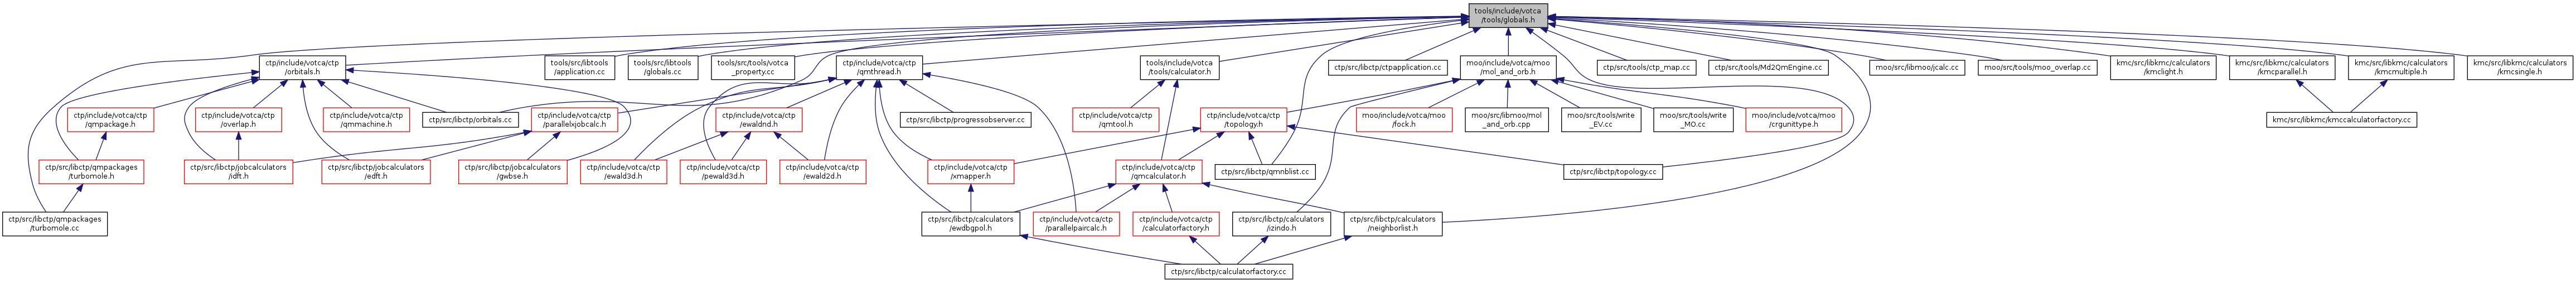 tools/include/votca
/tools/globals.h
ctp/include/votca/ctp
/orbitals.h
tools/src/libtools
/application.cc
tools/src/libtools
/globals.cc
tools/src/tools/votca
_property.cc
ctp/include/votca/ctp
/qmthread.h
tools/include/votca
/tools/calculator.h
ctp/src/libctp/ctpapplication.cc
moo/include/votca/moo
/mol_and_orb.h
ctp/src/tools/ctp_map.cc
ctp/src/tools/Md2QmEngine.cc
moo/src/libmoo/jcalc.cc
moo/src/tools/moo_overlap.cc
kmc/src/libkmc/calculators
/kmclight.h
kmc/src/libkmc/calculators
/kmcparallel.h
kmc/src/libkmc/calculators
/kmcmultiple.h
kmc/src/libkmc/calculators
/kmcsingle.h
ctp/include/votca/ctp
/qmpackage.h
ctp/include/votca/ctp
/overlap.h
ctp/include/votca/ctp
/qmmachine.h
ctp/src/libctp/orbitals.cc
ctp/include/votca/ctp
/parallelxjobcalc.h
ctp/include/votca/ctp
/ewaldnd.h
ctp/src/libctp/progressobserver.cc
ctp/include/votca/ctp
/qmtool.h
ctp/include/votca/ctp
/topology.h
moo/include/votca/moo
/fock.h
moo/src/libmoo/mol
_and_orb.cpp
moo/src/tools/write
_EV.cc
moo/src/tools/write
_MO.cc
moo/include/votca/moo
/crgunittype.h
kmc/src/libkmc/kmccalculatorfactory.cc
ctp/src/libctp/qmpackages
/turbomole.h
ctp/src/libctp/jobcalculators
/idft.h
ctp/src/libctp/jobcalculators
/edft.h
ctp/src/libctp/jobcalculators
/gwbse.h
ctp/include/votca/ctp
/ewald3d.h
ctp/include/votca/ctp
/pewald3d.h
ctp/include/votca/ctp
/ewald2d.h
ctp/include/votca/ctp
/xmapper.h
ctp/include/votca/ctp
/qmcalculator.h
ctp/src/libctp/qmnblist.cc
ctp/src/libctp/topology.cc
ctp/src/libctp/qmpackages
/turbomole.cc
ctp/src/libctp/calculators
/ewdbgpol.h
ctp/include/votca/ctp
/parallelpaircalc.h
ctp/include/votca/ctp
/calculatorfactory.h
ctp/src/libctp/calculators
/izindo.h
ctp/src/libctp/calculators
/neighborlist.h
ctp/src/libctp/calculatorfactory.cc